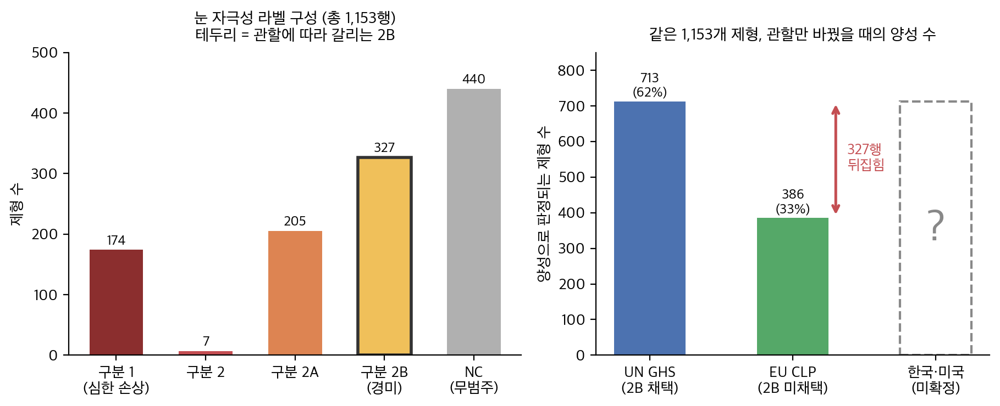 눈 자극성 라벨 구성 (총 1,153행)
테두리 = 관할에 따라 갈리는 2B
제형 수
500
400
300
200
100
0
174
7
205
327
440
구분 1
(심한 손상)
구분 2
구분 2A
구분 2B
(경미)
NC
(무범주)
같은 1,153개 제형, 관할만 바꿨을 때의 양성 수
양성으로 판정되는 제형 수
800
700
600
500
400
300
200
100
0
713
(62%)
386
(33%)
327행
뒤집힘
?
UN GHS
(2B 채택)
EU CLP
(2B 미채택)
한국·미국
(미확정)